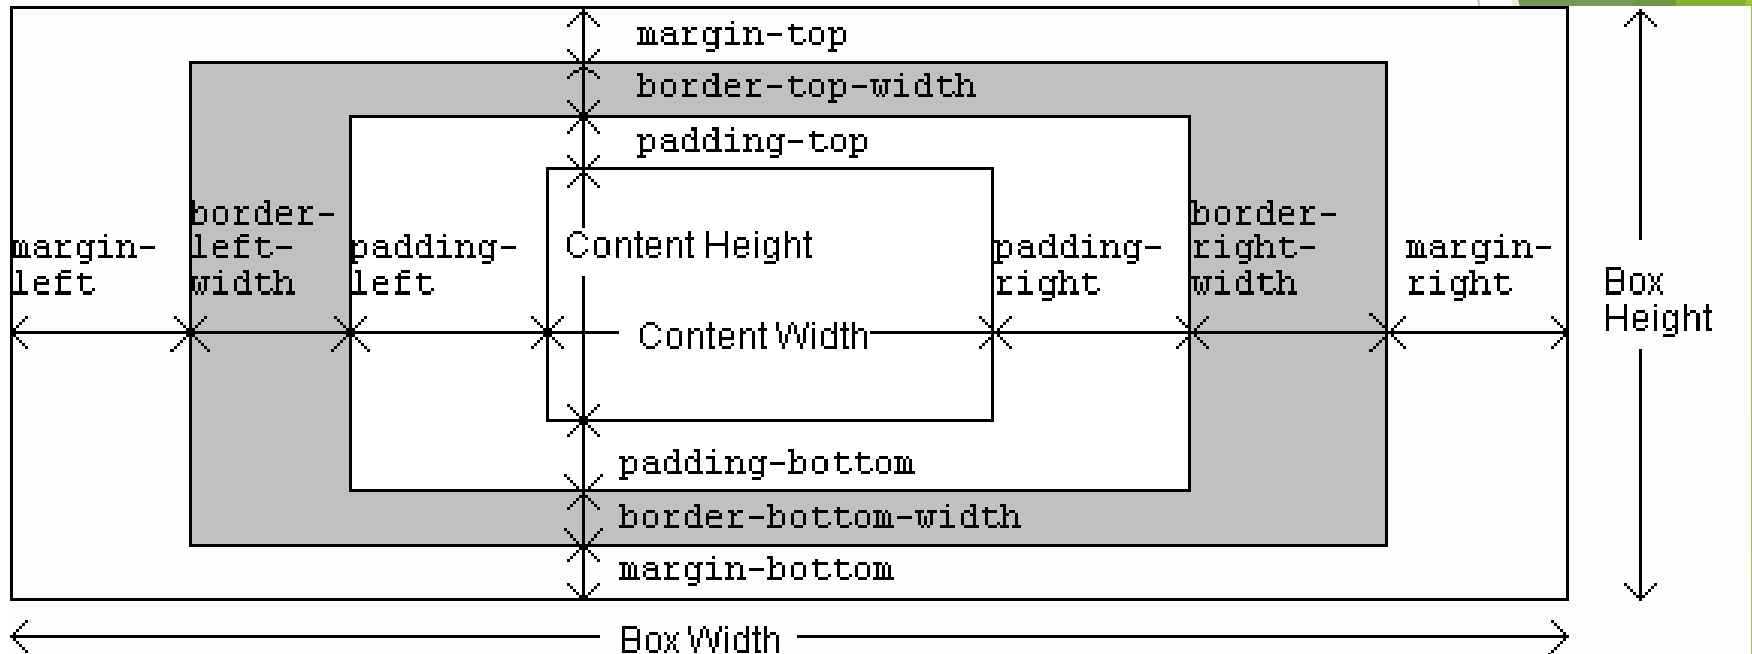 margin-top
border-top-width
padding-top
margin-
left
border-
left-
width
padding-
left
Content Height
Content Width
padding-
right
border-
right-
width
margin-
right
Box
Height
padding-bottom
border-bottom-width
margin-bottom
Box Width